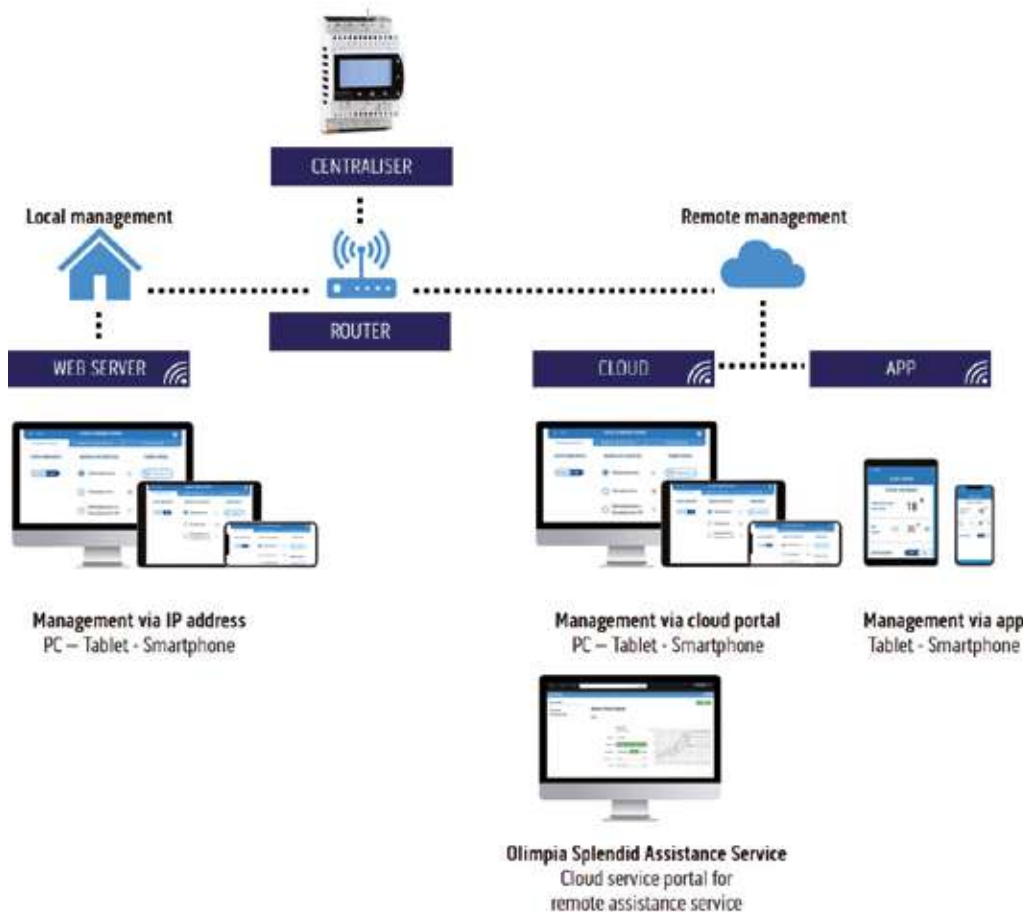 CENTRALISER
Local management
Remote management
ROUTER
WEB SERVER
CLOUD
APP
Management via IP address
PC – Tablet - Smartphone
Management via cloud portal
PC – Tablet - Smartphone
Management via app
Tablet - Smartphone
Olimpia Splendid Assistance Service
Cloud service portal for
remote assistance service